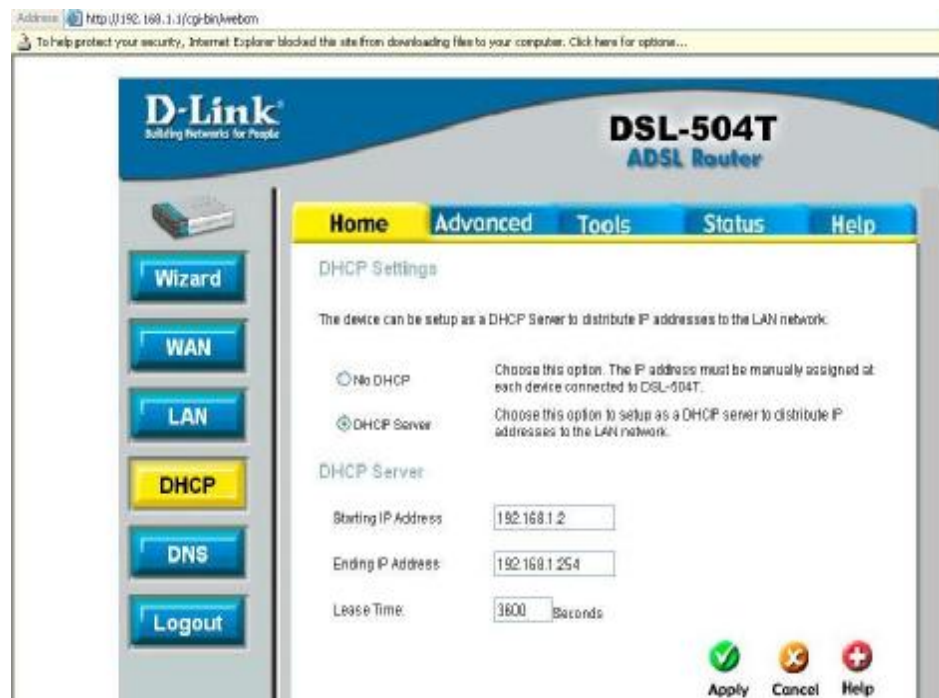 Address http://192.168.1.1/cgi-bin/webcm
To help protect your security, Internet Explorer blocked this site from downloading files to your computer. Click here for options...
D-Link
Building Networks for People
DSL-504T
ADSL Router
Home Advanced Tools Status Help
Wizard
WAN
LAN
DHCP
DNS
Logout
DHCP Settings
The device can be setup as a DHCP Server to distribute IP addresses to the LAN network.
No DHCP
Choose this option. The IP address must be manually assigned at
each device connected to DSL-504T.
DHCP Server
Choose this option to setup as a DHCP server to distribute IP
addresses to the LAN network.
DHCP Server
Starting IP Address 192.168.1.2
Ending IP Address 192.168.1.254
Lease Time: 3600 Seconds
Apply Cancel Help